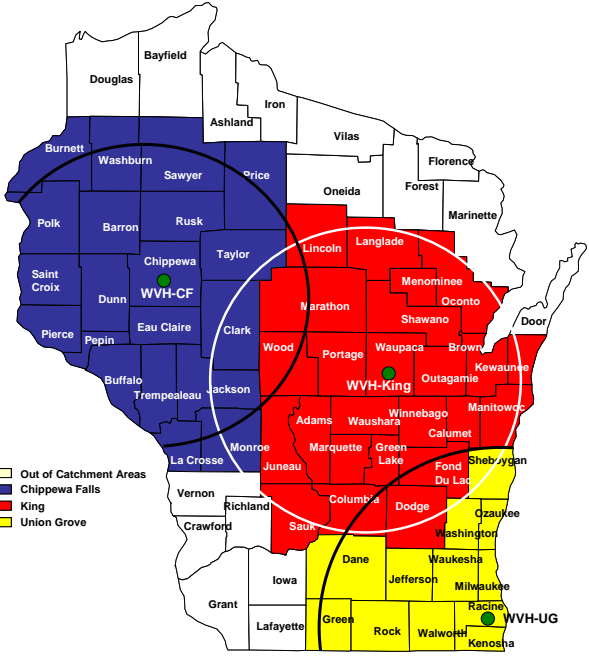 Bayfield
Douglas
Iron
Ashland
Vilas
Burnett
Washburn
Florence
Sawyer
Price
Forest
Oneida
Marinette
Polk
Rusk
Barron
Langlade
Lincoln
Taylor
Chippewa
Saint
Croix
Menominee
WVH-CF
Dunn
Oconto
Marathon
Shawano
Door
Eau Claire
Clark
Pierce
Pepin
Wood
Waupaca
Brown
Portage
Kewaunee
Buffalo
WVH-King
Outagamie
Jackson
Trempealeau
Manitowoc
Winnebago
Adams
Waushara
Calumet
Monroe
Marquette
Green
Lake
La Crosse
Sheboygan
Juneau
Fond
Du Lac
Out of Catchment Areas
Chippewa Falls
King
Union Grove
Vernon
Richland
Columbia
Dodge
Ozaukee
Crawford
Sauk
Washington
Dane
Waukesha
Iowa
Jefferson
Milwaukee
Grant
Racine
WVH-UG
Green
Lafayette
Rock
Walworth
Kenosha